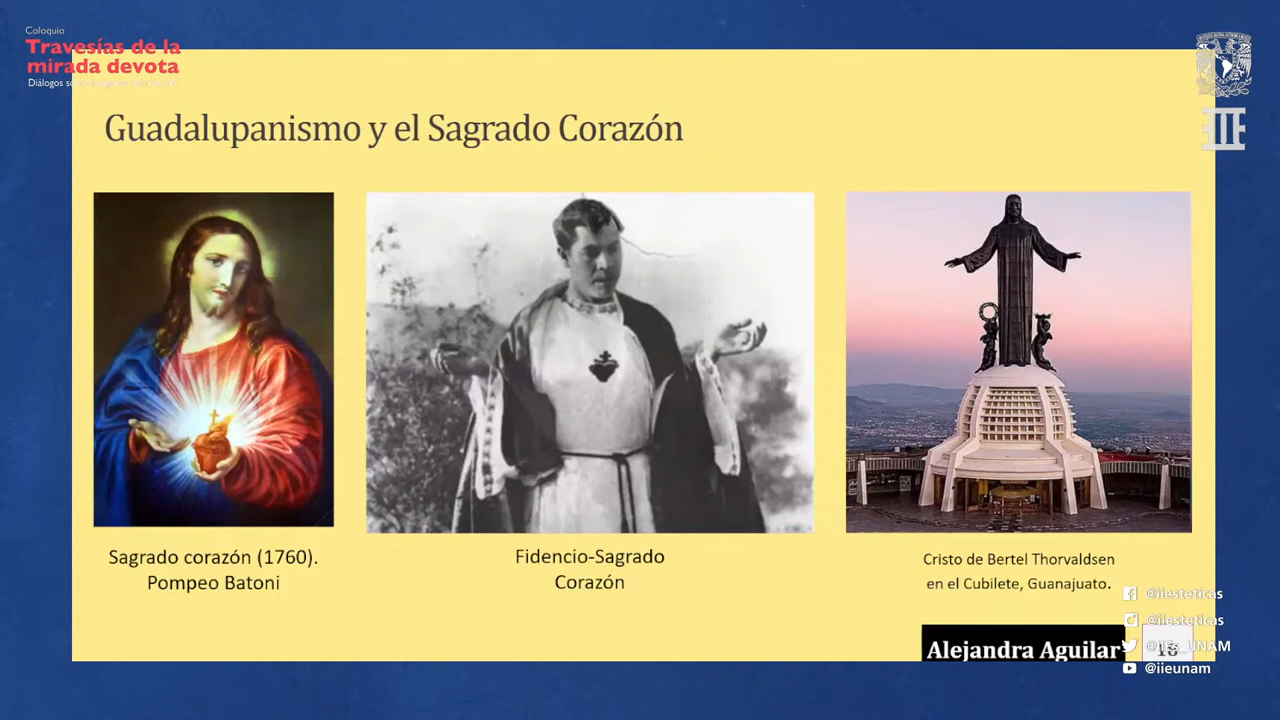 Coloquio
Travesías de la
mirada devota
Guadalupanismo y el Sagrado Corazón
Sagrado corazón (1760).
Pompeo Batoni
Fidencio-Sagrado
Corazón
Cristo de Bertel Thorvaldsen
en el Cubilete, Guanajuato.
Alejandra Aguilar
@iiesteticas
@iiesteticas
@IIEs_UNAM
@iieunam